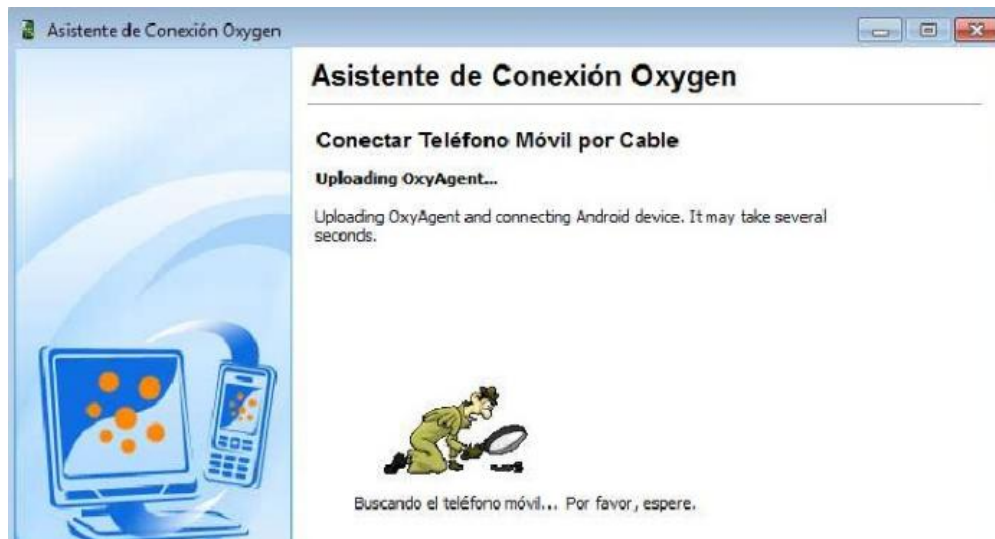 Asistente de Conexión Oxygen
Asistente de Conexión Oxygen
Conectar Teléfono Móvil por Cable
Uploading OxyAgent...
Uploading OxyAgent and connecting Android device. It may take several
seconds.
Buscando el teléfono móvil... Por favor, espere.